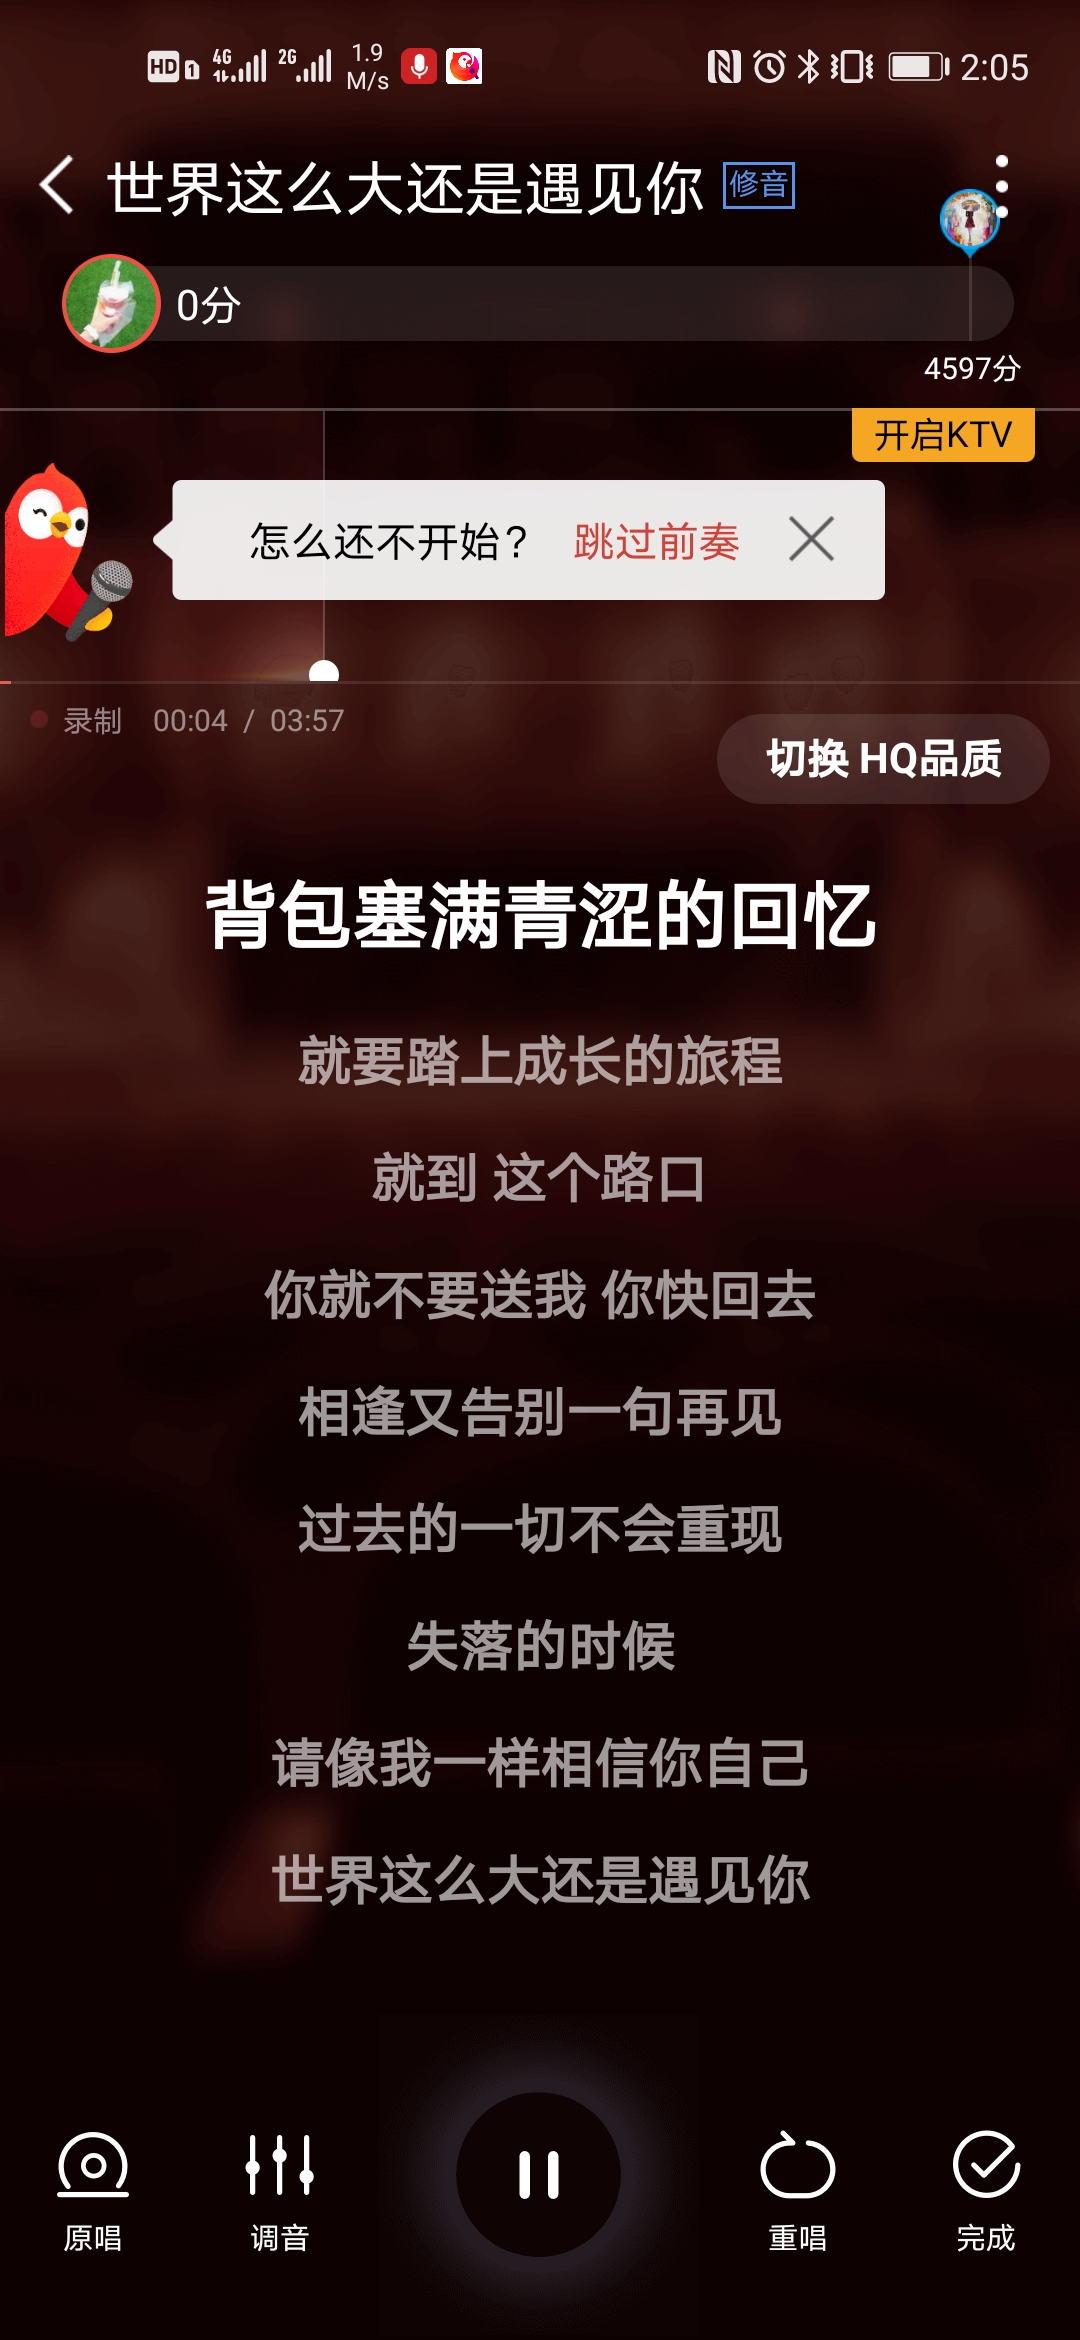 HD 1 4G 2G 1.9 M/s 2:05
世界这么大还是遇见你 修音
0分
4597分
开启KTV
怎么还不开始? 跳过前奏
录制 00:04 / 03:57
切换 HQ品质
背包塞满青涩的回忆
就要踏上成长的旅程
就到 这个路口
你就不要送我 你快回去
相逢又告别一句再见
过去的一切不会重现
失落的时候
请像我一样相信你自己
世界这么大还是遇见你
原唱 调音 重唱 完成